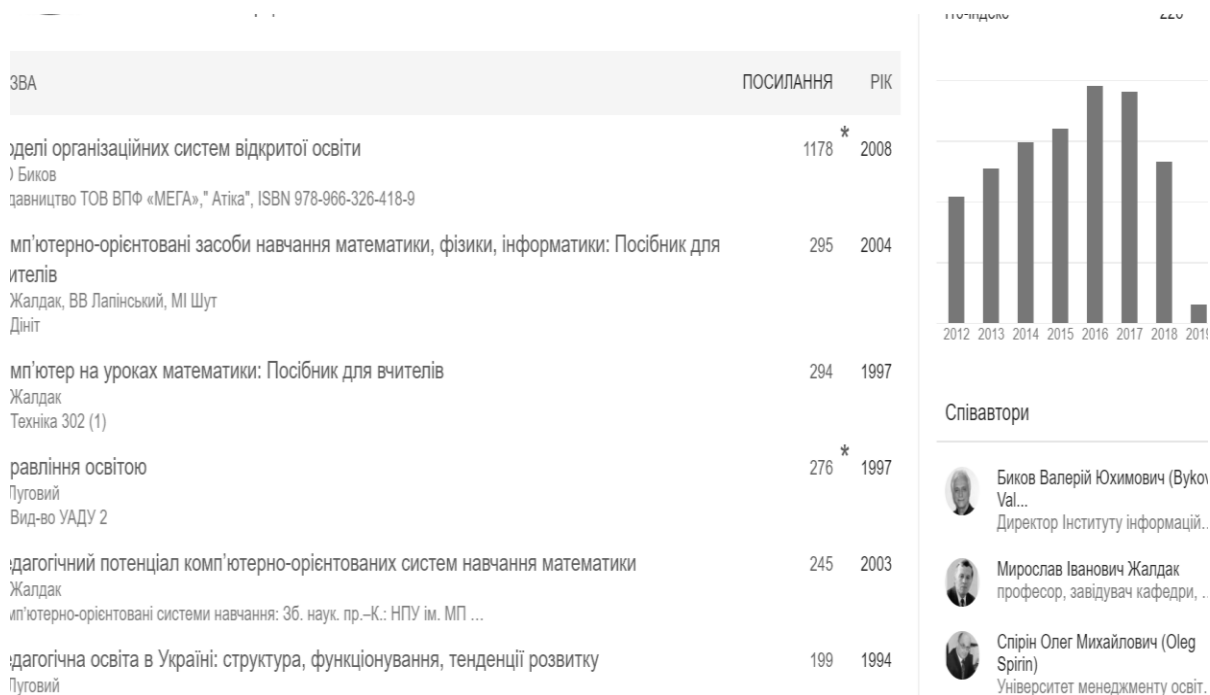 ЗВА ПОСИЛАННЯ РІК
оделі організаційних систем відкритої освіти 1178 * 2008
Ю Биков
давництво ТОВ ВПФ «МЕГА»," Атіка", ISBN 978-966-326-418-9
мп'ютерно-орієнтовані засоби навчання математики, фізики, інформатики: Посібник для 295 2004
ителів
Жалдак, ВВ Лапінський, МІ Шут
Дініт
мп'ютер на уроках математики: Посібник для вчителів 294 1997
Жалдак
Техніка 302 (1)
равління освітою 276 * 1997
Луговий
Вид-во УАДУ 2
едагогічний потенціал комп'ютерно-орієнтованих систем навчання математики 245 2003
Жалдак
мп'ютерно-орієнтовані системи навчання: Зб. наук. пр.–К.: НПУ ім. МП ...
едагогічна освіта в Україні: структура, функціонування, тенденції розвитку 199 1994
Луговий
2012 2013 2014 2015 2016 2017 2018 2019
Співавтори
Биков Валерій Юхимович (Bykov
Val...
Директор Інституту інформацій...
Мирослав Іванович Жалдак
професор, завідувач кафедри, ...
Спірін Олег Михайлович (Oleg
Spirin)
Університет менеджменту освіт...